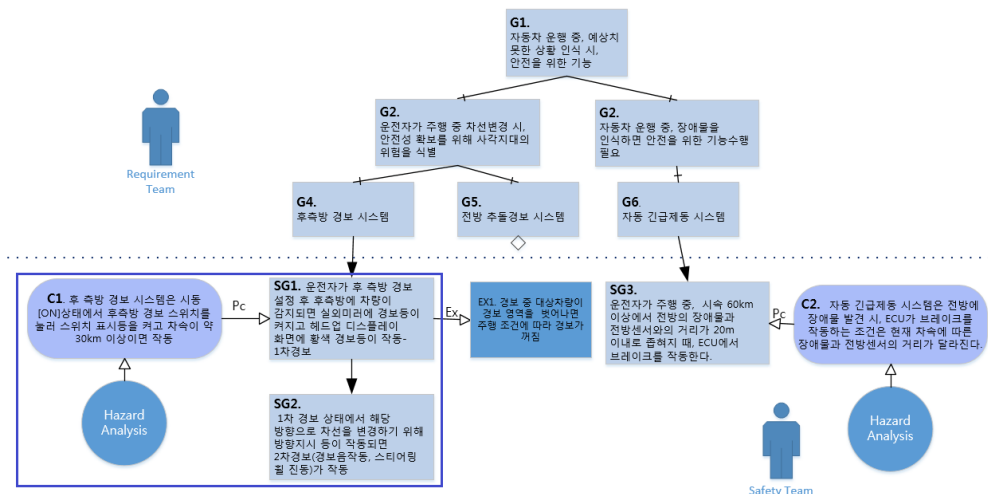 G1.
자동차 운행 중, 예상치
못한 상황 인식 시,
안전을 위한 기능
Requirement
Team
G2.
운전자가 주행 중 차선변경 시,
안전성 확보를 위해 사각지대의
위험을 식별
G2.
자동차 운행 중, 장애물을
인식하면 안전을 위한 기능수행
필요
G4.
후측방 경보 시스템
G5.
전방 추돌경보 시스템
G6.
자동 긴급제동 시스템
C1. 후 측방 경보 시스템은 시동
[ON]상태에서 후측방 경보 스위치를
눌러 스위치 표시등을 켜고 차속이 약
30km 이상이면 작동
Pc
SG1. 운전자가 후 측방 경보
설정 후 후측방에 차량이
감지되면 실외미러에 경보등이
켜지고 헤드업 디스플레이
화면에 황색 경보등이 작동-
1차경보
Ex
EX1. 경보 중 대상차량이
경보 영역을 벗어나면
주행 조건에 따라 경보가
꺼짐
SG3.
운전자가 주행 중, 시속 60km
이상에서 전방의 장애물과
전방센서와의 거리가 20m
이내로 좁혀지 때, ECU에서
브레이크를 작동한다.
Pc
C2. 자동 긴급제동 시스템은 전방에
장애물 발견 시, ECU가 브레이크를
작동하는 조건은 현재 차속에 따른
장애물과 전방센서의 거리가 달라진다.
Hazard
Analysis
SG2.
1차 경보 상태에서 해당
방향으로 차선을 변경하기 위해
방향지시 등이 작동되면
2차경보(경보음작동, 스티어링
휠 진동)가 작동
Hazard
Analysis
Safety Team